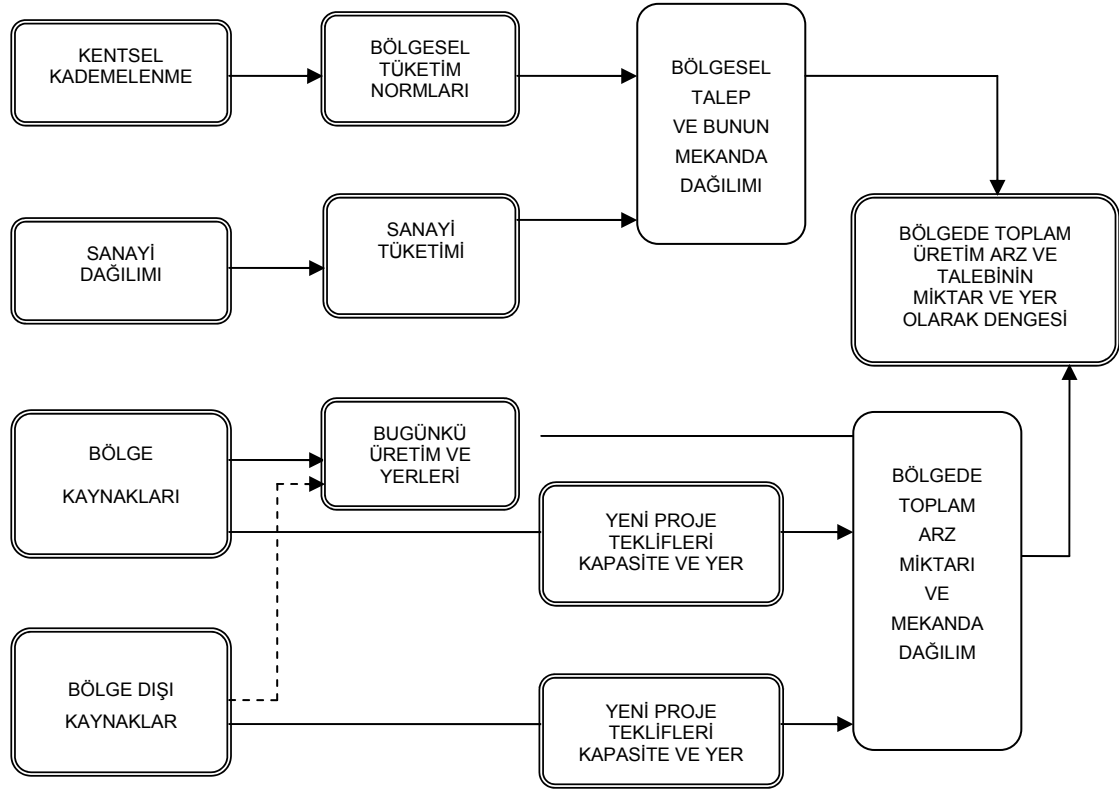 KENTSEL
KADEMELENME
BÖLGESEL
TÜKETİM
NORMLARI
BÖLGESEL
TALEP
VE BUNUN
MEKANDA
DAĞILIMI
SANAYİ
DAĞILIMI
SANAYİ
TÜKETİMİ
BÖLGEDE TOPLAM
ÜRETİM ARZ VE
TALEBİNİN
MİKTAR VE YER
OLARAK DENGESİ
BÖLGE
KAYNAKLARI
BUGÜNKÜ
ÜRETİM VE
YERLERİ
YENİ PROJE
TEKLİFLERİ
KAPASİTE VE YER
BÖLGEDE
TOPLAM
ARZ
MİKTARI
VE
MEKANDA
DAĞILIM
BÖLGE DIŞI
KAYNAKLAR
YENİ PROJE
TEKLİFLERİ
KAPASİTE VE YER